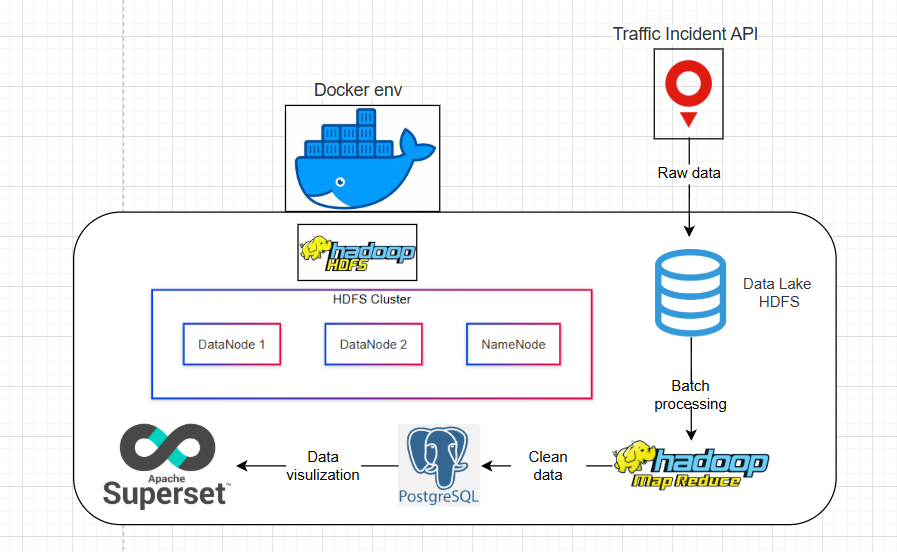 Traffic Incident API
Docker env
Raw data
hadoop
HDFS
HDFS Cluster
DataNode 1
DataNode 2
NameNode
Data Lake
HDFS
Batch
processing
hadoop
Map Reduce
Clean
data
PostgreSQL
Data
visulization
Apache
Superset™